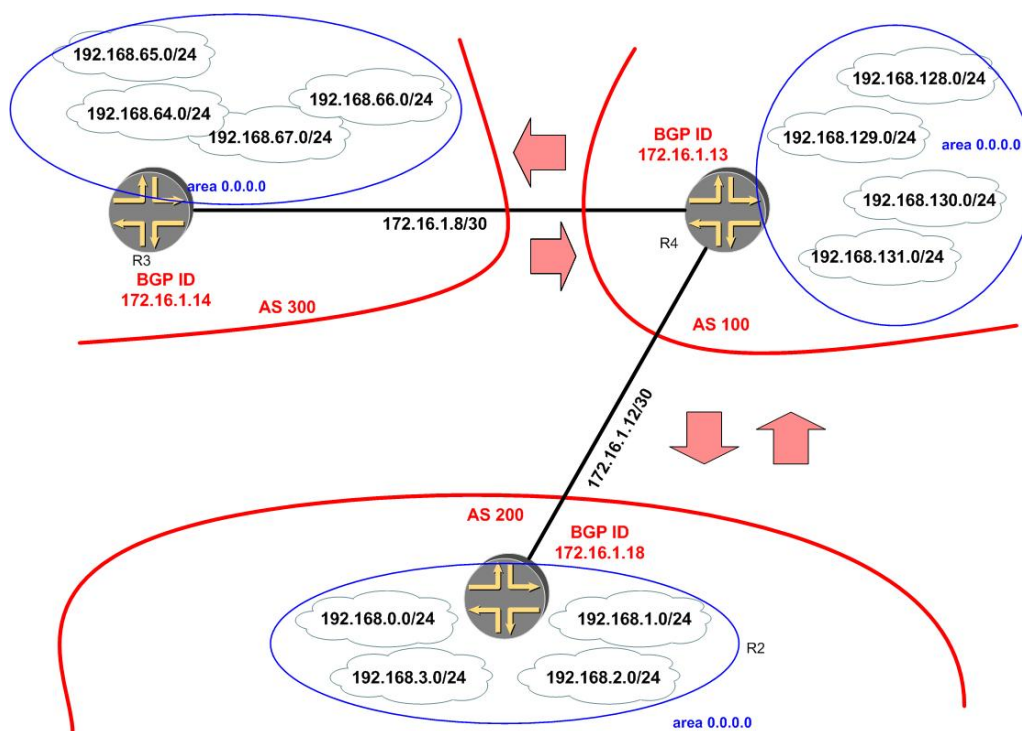 192.168.65.0/24
192.168.66.0/24
192.168.64.0/24
192.168.67.0/24
area 0.0.0.0
R3
BGP ID
172.16.1.14
AS 300
172.16.1.8/30
BGP ID
172.16.1.13
R4
AS 100
192.168.128.0/24
192.168.129.0/24
area 0.0.0.0
192.168.130.0/24
192.168.131.0/24
172.16.1.12/30
AS 200
BGP ID
172.16.1.18
192.168.0.0/24
192.168.1.0/24
R2
192.168.3.0/24
192.168.2.0/24
area 0.0.0.0